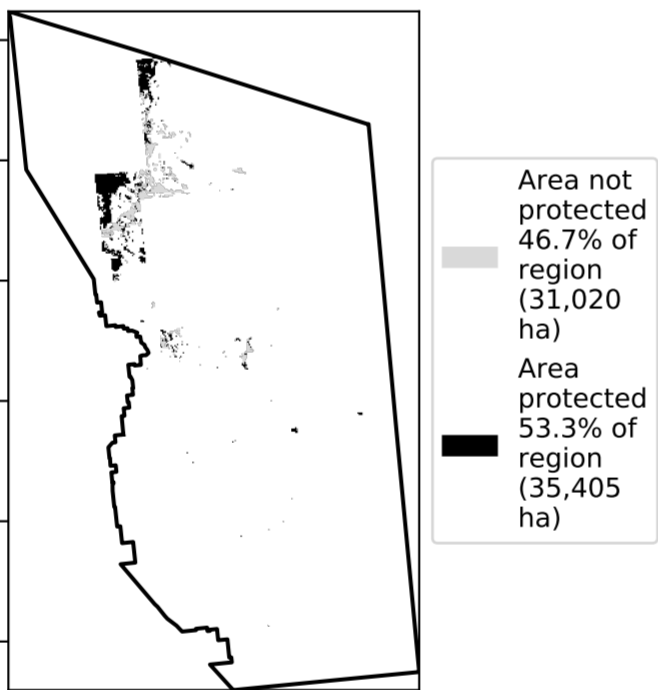 Area not
protected
46.7% of
region
(31,020
ha)
Area
protected
53.3% of
region
(35,405
ha)